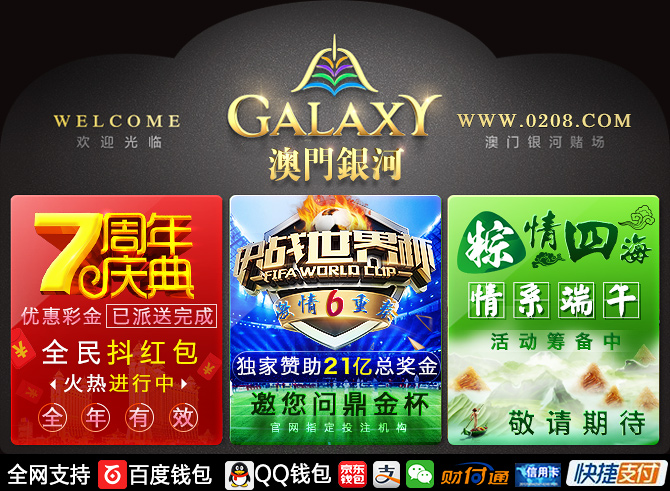 WELCOME
欢迎光临
GALAXY
澳門銀河
WWW.0208.COM
澳门银河赌场
7周年
庆典
优惠彩金 已派送完成
全民抖红包
火热进行中
全年有效
决战世界杯
FIFA WORLD CUP
激情6重奏
独家赞助21亿总奖金
邀您问鼎金杯
官网指定投注机构
粽情四海
情系端午
活动筹备中
敬请期待
全网支持 百度钱包 QQ钱包 京东钱包 支 财付通 信用卡 快捷支付